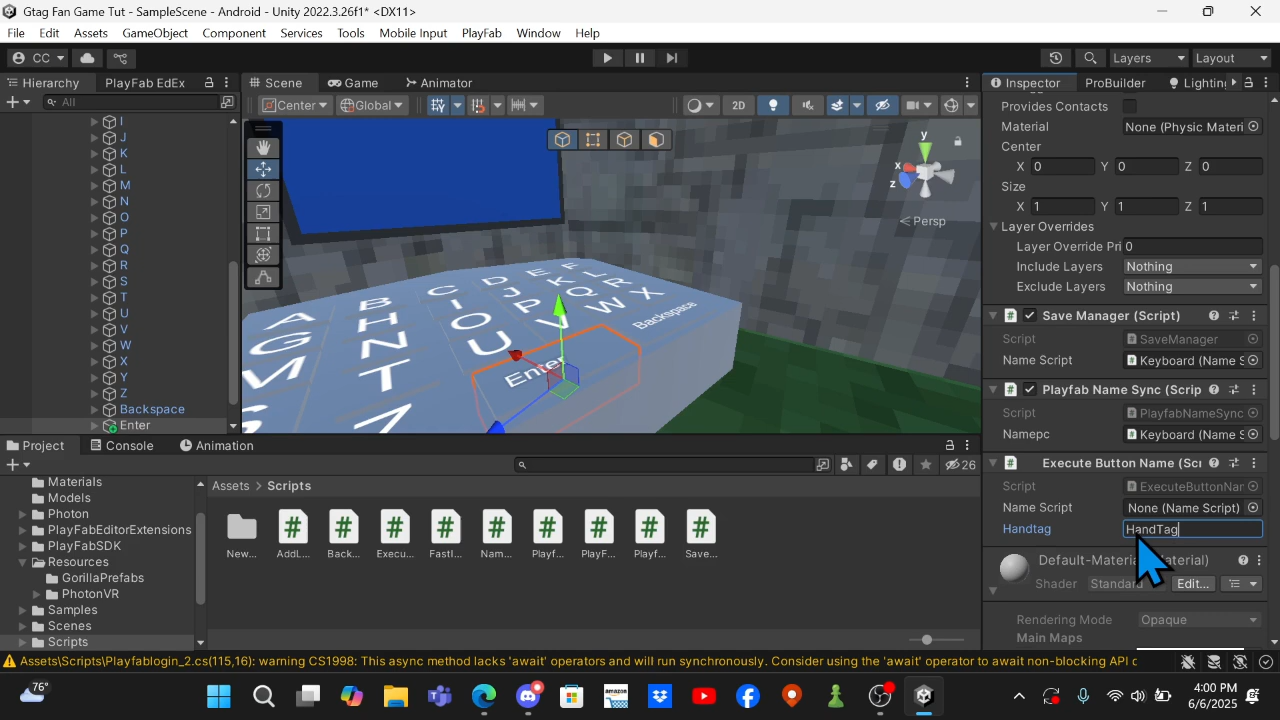 Gtag Fan Game Tut - SampleScene - Android - Unity 2022.3.26f1* <DX11>
File Edit Assets GameObject Component Services Tools Mobile Input PlayFab Window Help
CC Layers Layout
Hierarchy PlayFab EdEx Scene Game Animator Inspector ProBuilder Lightin
All Center Global 2D
I
J
K
L
M
N
O
P
Q
R
S
T
U
V
W
X
Y
Z
Backspace
Enter
y
x
z
< Persp
A B C D E F
G H I J K L
M N O P Q R
S T U V W X
Z
Backspace
Enter
Provides Contacts
Material None (Physic Materi
Center
X 0 Y 0 Z 0
Size
X 1 Y 1 Z 1
Layer Overrides
Layer Override Pri 0
Include Layers Nothing
Exclude Layers Nothing
# Save Manager (Script)
Script SaveManager
Name Script Keyboard (Name S
# Playfab Name Sync (Scrip
Script PlayfabNameSync
Namepc Keyboard (Name S
# Execute Button Name (Scr
Script ExecuteButtonNar
Name Script None (Name Script)
Handtag HandTag
Shader Standard Edit...
Rendering Mode Opaque
Main Maps
Project Console Animation
26
Materials
Models
Photon
PlayFabEditorExtensions
PlayFabSDK
Resources
GorillaPrefabs
PhotonVR
Samples
Scenes
Scripts
Assets > Scripts
New... AddL... Back... Execu... FastI... Nam... Playf... PlayF... Playf... Save...
Assets\Scripts\Playfablogin_2.cs(115,16): warning CS1998: This async method lacks 'await' operators and will run synchronously. Consider using the 'await' operator to await non-blocking API c
76°
amazon
4:00 PM
6/6/2025